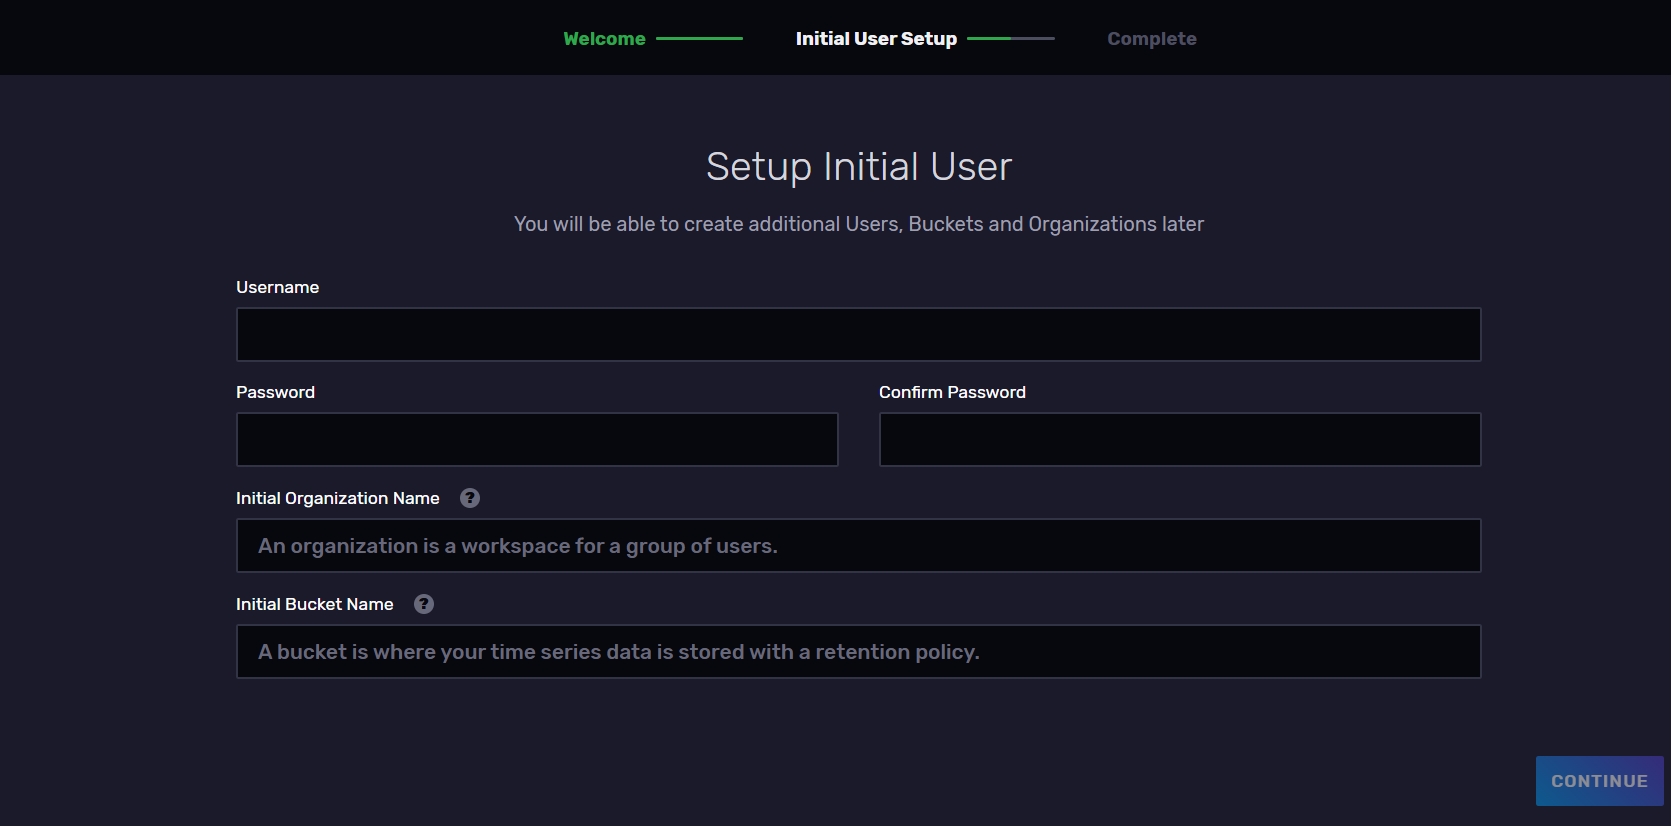 Welcome
Initial User Setup
Complete
Setup Initial User
You will be able to create additional Users, Buckets and Organizations later
Username
Password
Confirm Password
Initial Organization Name ?
An organization is a workspace for a group of users.
Initial Bucket Name ?
A bucket is where your time series data is stored with a retention policy.
CONTINUE